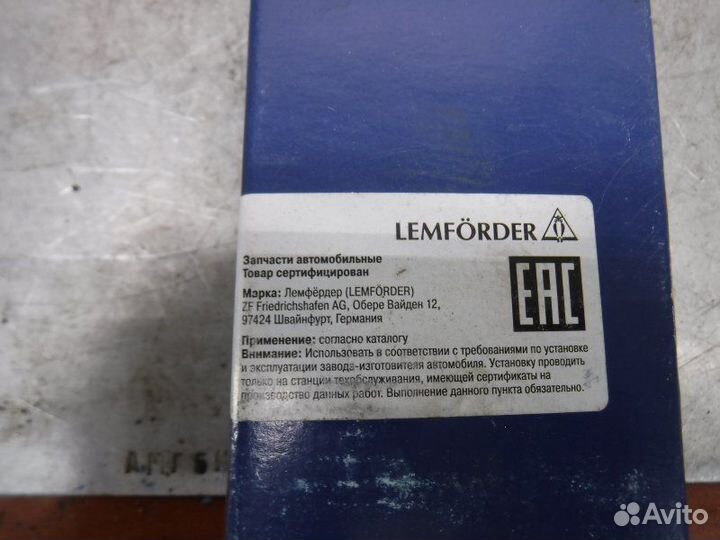 LEMFÖRDER
Запчасти автомобильные
Товар сертифицирован
EAC
Марка: Лемфёрдер (LEMFÖRDER)
ZF Friedrichshafen AG, Обере Вайден 12,
97424 Швайнфурт, Германия
Применение: согласно каталогу
Внимание: Использовать в соответствии с требованиями по установке
и эксплуатации завода-изготовителя автомобиля. Установку проводить
только на станции техобслуживания, имеющей сертификаты на
производство данных работ. Выполнение данного пункта обязательно.
Avito